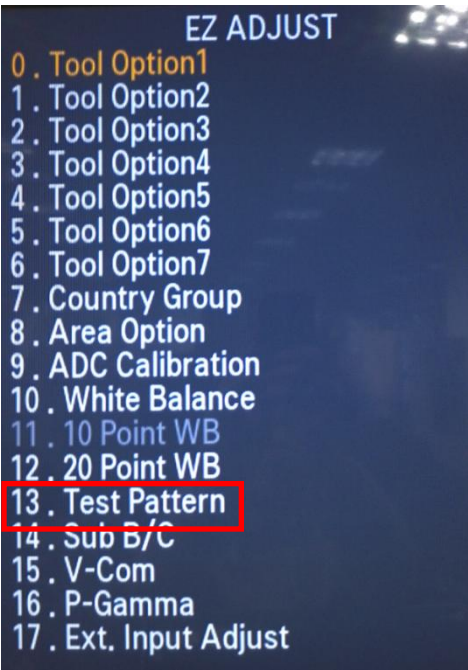 EZ ADJUST
0 . Tool Option1
1 . Tool Option2
2 . Tool Option3
3 . Tool Option4
4 . Tool Option5
5 . Tool Option6
6 . Tool Option7
7 . Country Group
8 . Area Option
9 . ADC Calibration
10 . White Balance
11 . 10 Point WB
12 . 20 Point WB
13 . Test Pattern
14 . Sub B/C
15 . V-Com
16 . P-Gamma
17 . Ext. Input Adjust